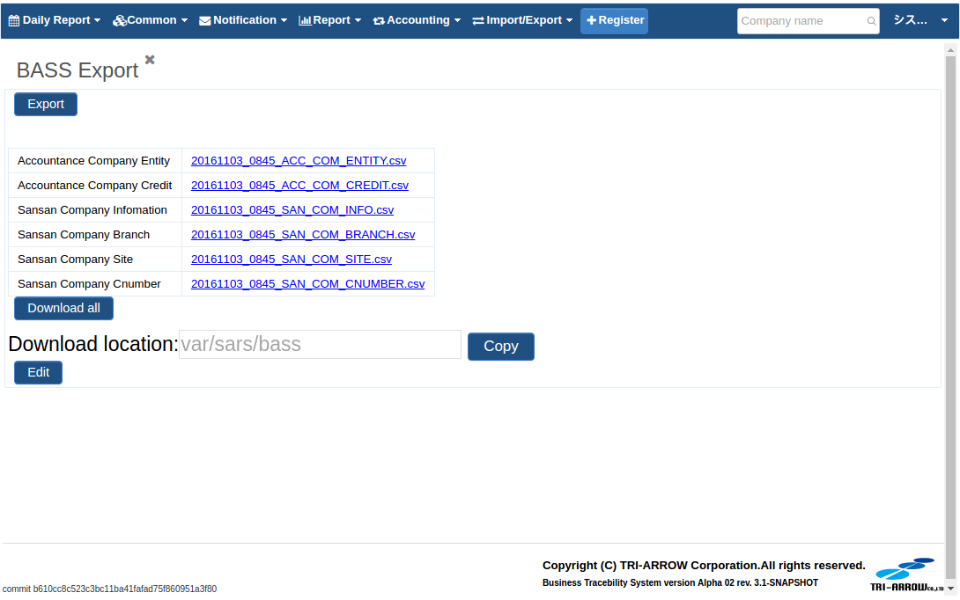 Daily Report Common Notification Report Accounting Import/Export Register Company name シス...
BASS Export
Export
Accountance Company Entity 20161103_0845_ACC_COM_ENTITY.csv
Accountance Company Credit 20161103_0845_ACC_COM_CREDIT.csv
Sansan Company Infomation 20161103_0845_SAN_COM_INFO.csv
Sansan Company Branch 20161103_0845_SAN_COM_BRANCH.csv
Sansan Company Site 20161103_0845_SAN_COM_SITE.csv
Sansan Company Cnumber 20161103_0845_SAN_COM_CNUMBER.csv
Download all
Download location: var/sars/bass Copy
Edit
Copyright (C) TRI-ARROW Corporation.All rights reserved.
Business Tracebility System version Alpha 02 rev. 3.1-SNAPSHOT
TRI-ARROW CO.,LTD
commit b610cc8c523c3bc11ba41fafad75f860951a3f80